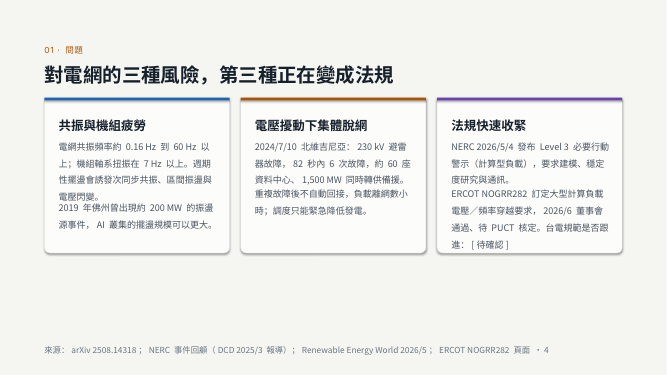 01 · 問題
對電網的三種風險，第三種正在變成法規
共振與機組疲勞
電網共振頻率約 0.16 Hz 到 60 Hz 以
上；機組軸系扭振在 7 Hz 以上。週期
性擺盪會誘發次同步共振、區間振盪與
電壓閃變。
2019 年佛州曾出現約 200 MW 的振盪
源事件， AI 叢集的擺盪規模可以更大。
電壓擾動下集體脫網
2024/7/10 北維吉尼亞： 230 kV 避雷
器故障， 82 秒內 6 次故障，約 60 座
資料中心、 1,500 MW 同時轉供備援。
重複故障後不自動回接，負載離網數小
時；調度只能緊急降低發電。
法規快速收緊
NERC 2026/5/4 發布 Level 3 必要行動
警示（計算型負載），要求建模、穩定
度研究與通訊。
ERCOT NOGRR282 訂定大型計算負載
電壓／頻率穿越要求， 2026/6 董事會
通過、待 PUCT 核定。台電規範是否跟
進： [ 待確認 ]
來源： arXiv 2508.14318； NERC 事件回顧（ DCD 2025/3 報導）； Renewable Energy World 2026/5； ERCOT NOGRR282 頁面 · 4